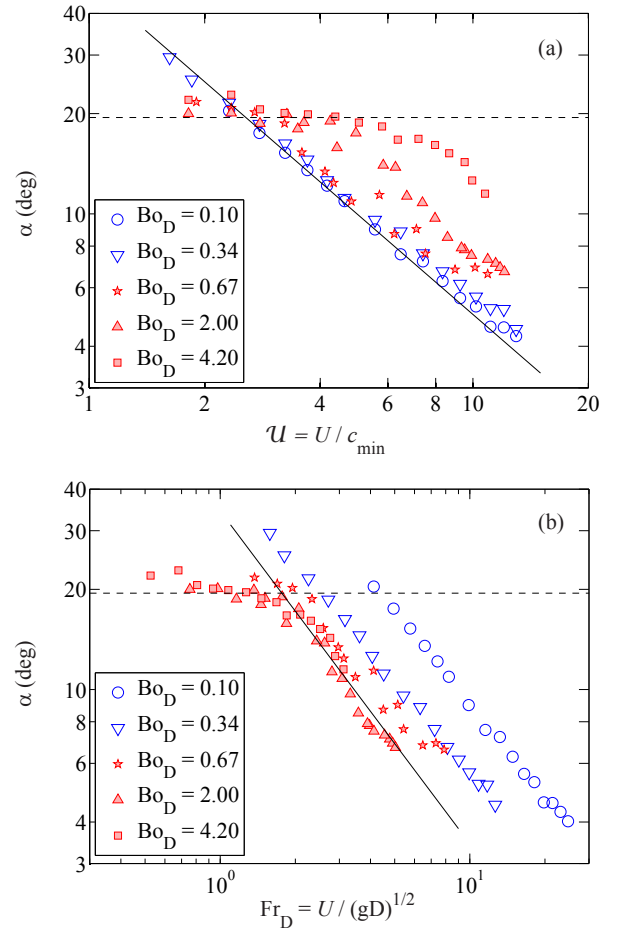 40
30
20
10
8
6
4
3
α (deg)
(a)
Bo_D = 0.10
Bo_D = 0.34
Bo_D = 0.67
Bo_D = 2.00
Bo_D = 4.20
1 2 4 6 8 10 20
𝒰 = U / c_min
40
30
20
10
8
6
4
3
α (deg)
(b)
Bo_D = 0.10
Bo_D = 0.34
Bo_D = 0.67
Bo_D = 2.00
Bo_D = 4.20
10^0 10^1
Fr_D = U / (gD)^1/2